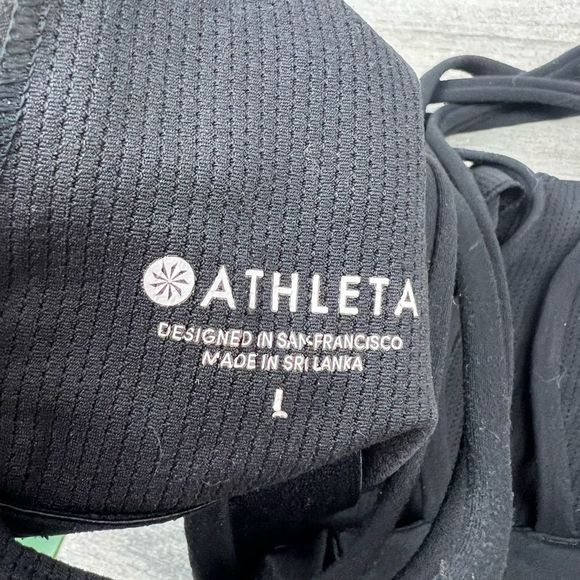 ATHLETA
DESIGNED IN SAN FRANCISCO
MADE IN SRI LANKA
L